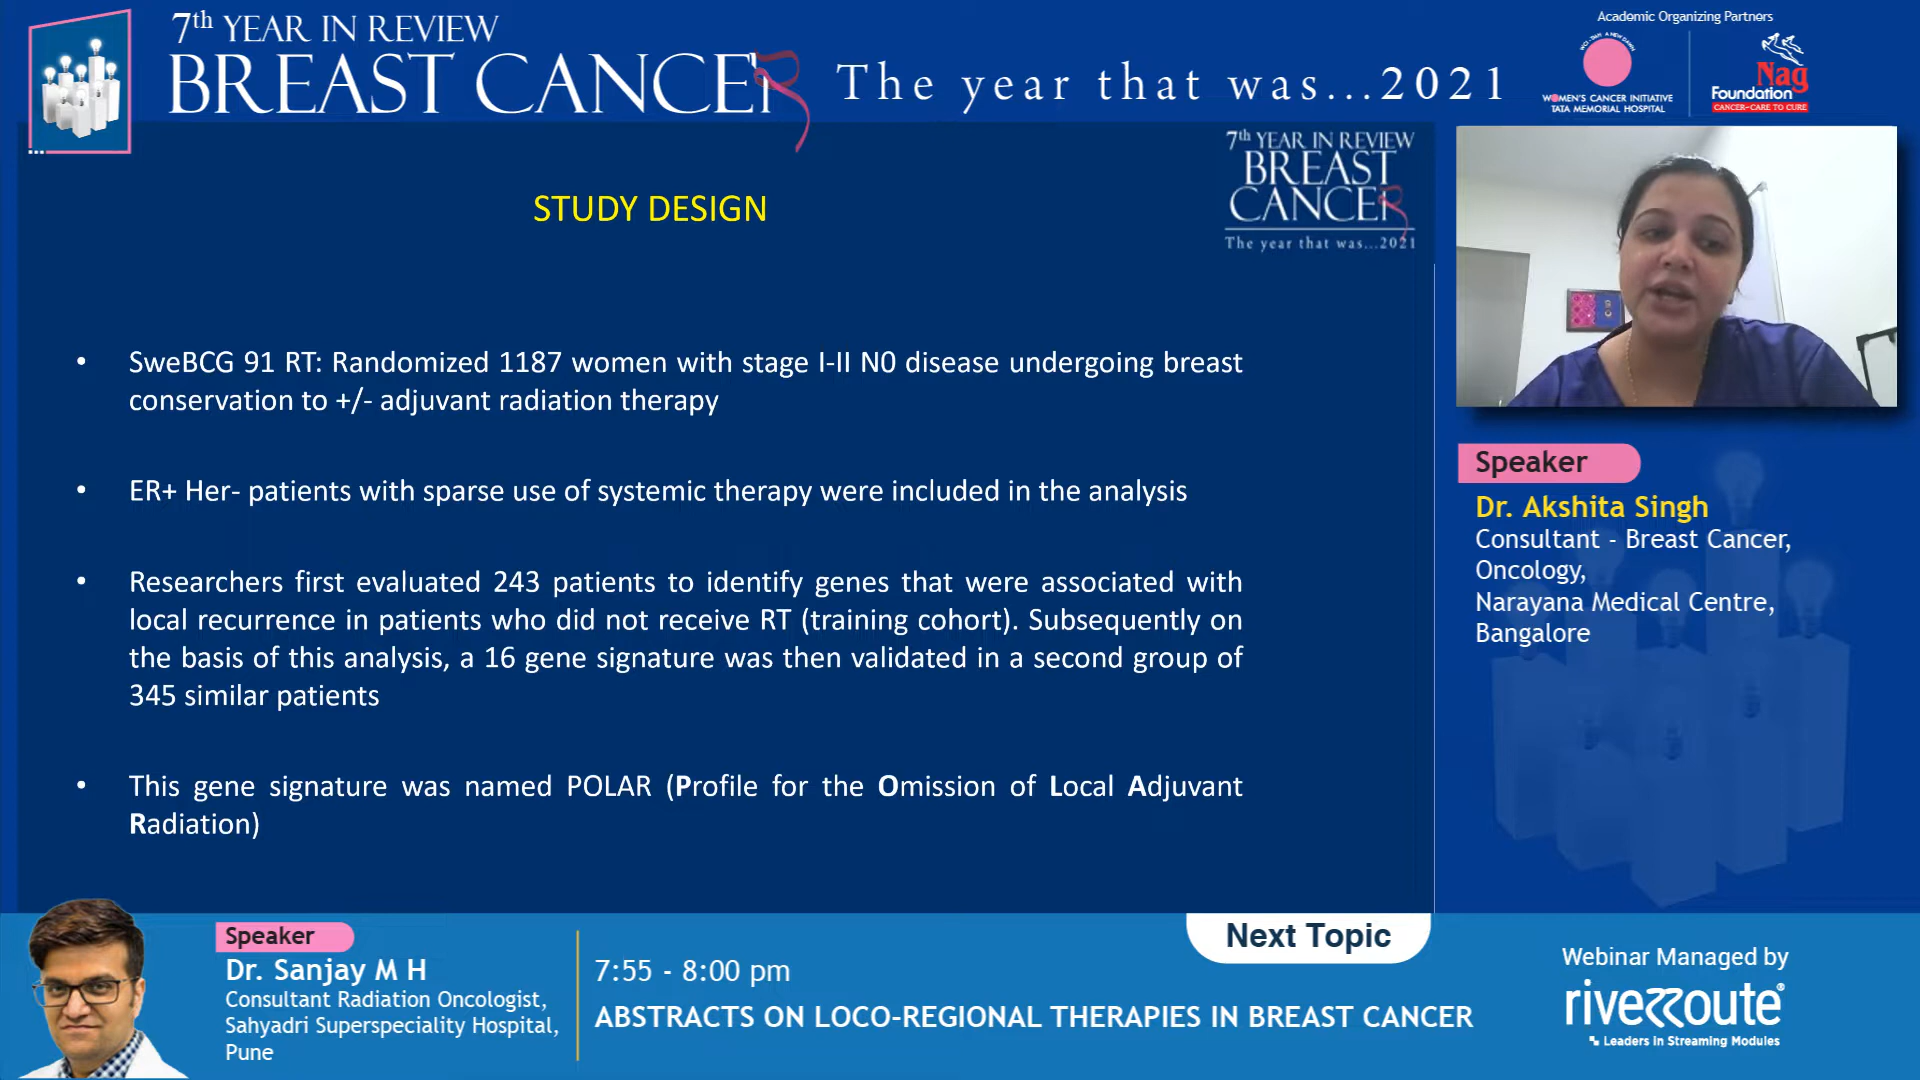 7th YEAR IN REVIEW
BREAST CANCER
The year that was...2021
Academic Organizing Partners
WOMEN'S CANCER INITIATIVE
TATA MEMORIAL HOSPITAL
Nag
Foundation
CANCER-CARE TO CURE
7th YEAR IN REVIEW
BREAST
CANCER
The year that was...2021
STUDY DESIGN
• SweBCG 91 RT: Randomized 1187 women with stage I-II N0 disease undergoing breast
conservation to +/- adjuvant radiation therapy
• ER+ Her- patients with sparse use of systemic therapy were included in the analysis
• Researchers first evaluated 243 patients to identify genes that were associated with
local recurrence in patients who did not receive RT (training cohort). Subsequently on
the basis of this analysis, a 16 gene signature was then validated in a second group of
345 similar patients
• This gene signature was named POLAR (Profile for the Omission of Local Adjuvant
Radiation)
Speaker
Dr. Akshita Singh
Consultant - Breast Cancer,
Oncology,
Narayana Medical Centre,
Bangalore
Speaker
Dr. Sanjay M H
Consultant Radiation Oncologist,
Sahyadri Superspeciality Hospital,
Pune
Next Topic
7:55 - 8:00 pm
ABSTRACTS ON LOCO-REGIONAL THERAPIES IN BREAST CANCER
Webinar Managed by
riverroute
Leaders in Streaming Modules